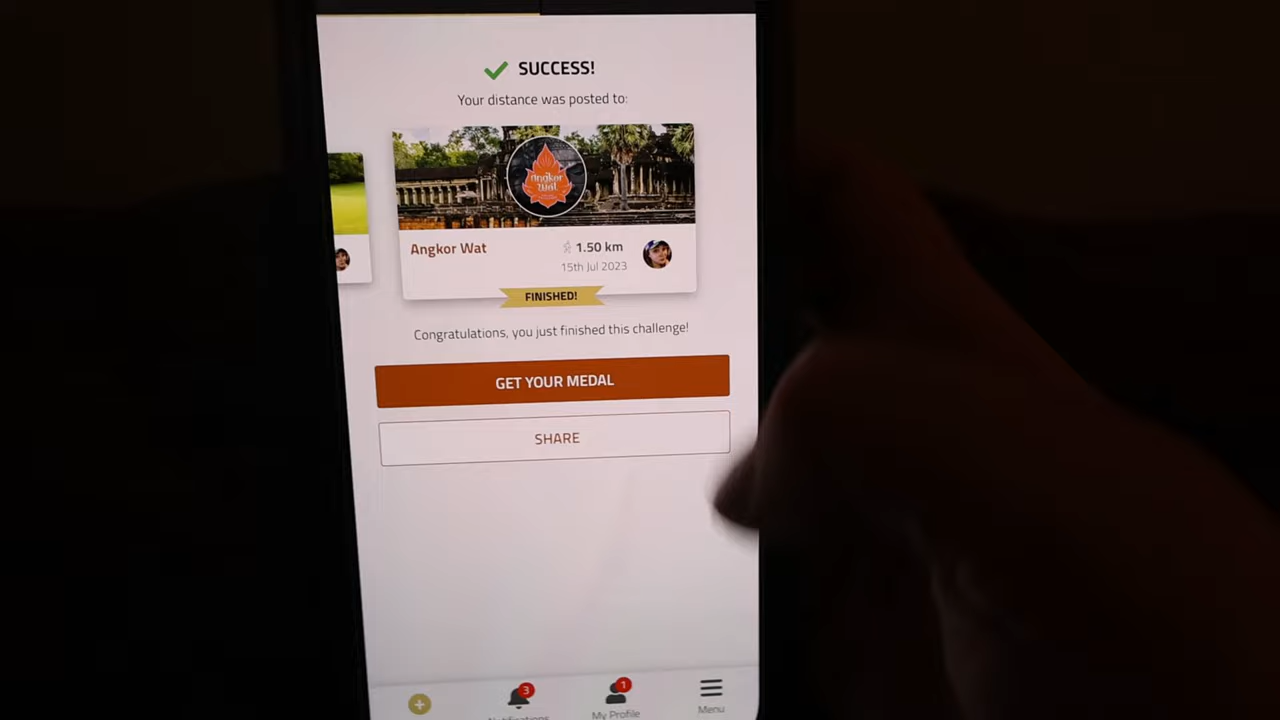 SUCCESS!
Your distance was posted to:
Angkor
Wat
Angkor Wat
1.50 km
15th Jul 2023
FINISHED!
Congratulations, you just finished this challenge!
GET YOUR MEDAL
SHARE
3
1
Notifications
My Profile
Menu